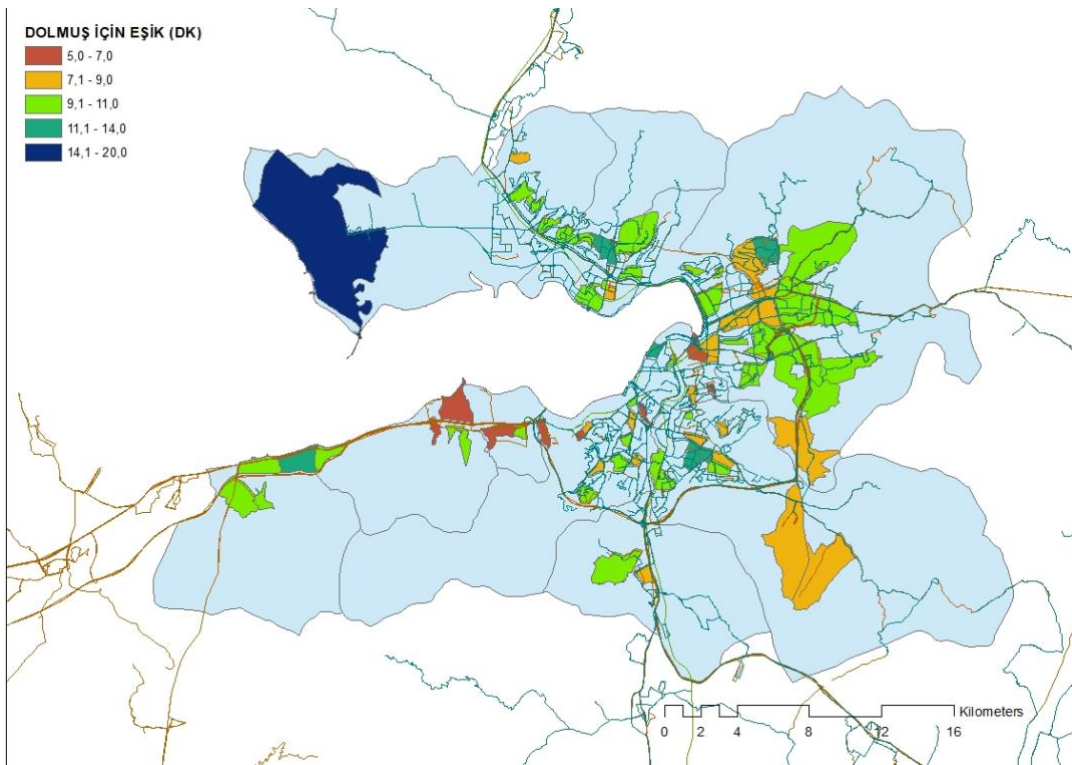 DOLMUŞ İÇİN EŞİK (DK)
5,0 - 7,0
7,1 - 9,0
9,1 - 11,0
11,1 - 14,0
14,1 - 20,0
Kilometers
0 2 4 8 12 16